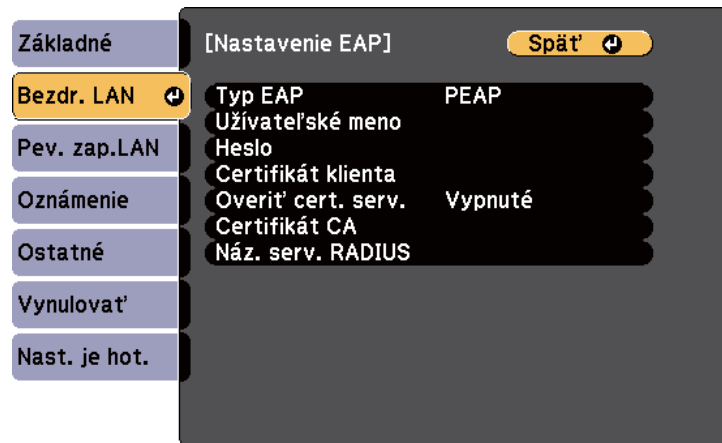 Základné
Bezdr. LAN
Pev. zap.LAN
Oznámenie
Ostatné
Vynulovať
Nast. je hot.
[Nastavenie EAP]
Späť
Typ EAP PEAP
Užívateľské meno
Heslo
Certifikát klienta
Overiť cert. serv. Vypnuté
Certifikát CA
Náz. serv. RADIUS